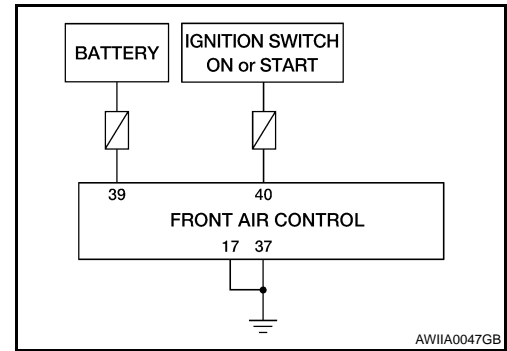 BATTERY
IGNITION SWITCH
ON or START
39
40
FRONT AIR CONTROL
17 37
AWIIA0047GB